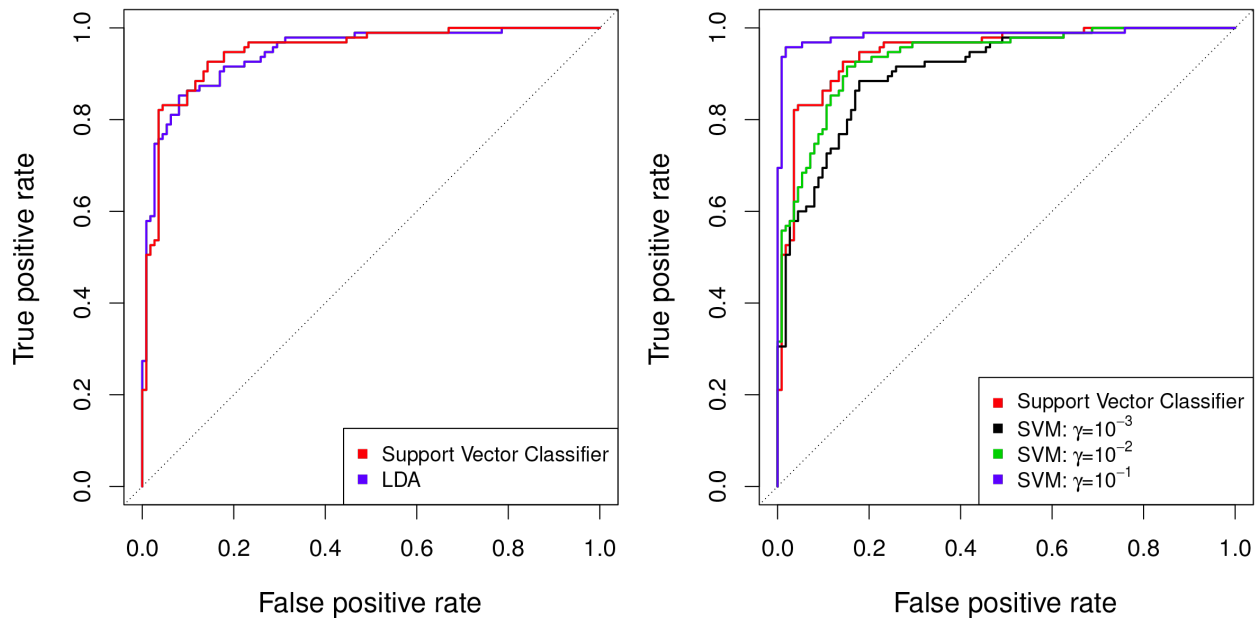 True positive rate
1.0
0.8
0.6
0.4
0.2
0.0
Support Vector Classifier
LDA
0.0 0.2 0.4 0.6 0.8 1.0
False positive rate
True positive rate
1.0
0.8
0.6
0.4
0.2
0.0
Support Vector Classifier
SVM: γ=10⁻³
SVM: γ=10⁻²
SVM: γ=10⁻¹
0.0 0.2 0.4 0.6 0.8 1.0
False positive rate